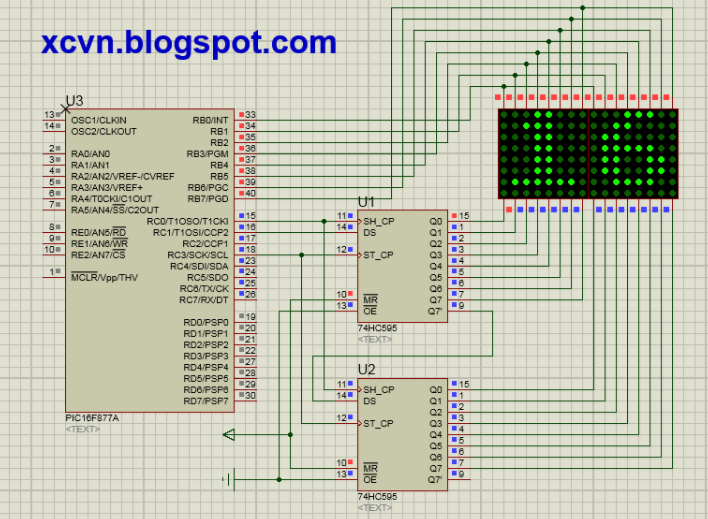 xcvn.blogspot.com
U3
13 OSC1/CLKIN RB0/INT 33
14 OSC2/CLKOUT RB1 34
RB2 35
2 RA0/AN0 RB3/PGM 36
3 RA1/AN1 RB4 37
4 RA2/AN2/VREF-/CVREF RB5 38
5 RA3/AN3/VREF+ RB6/PGC 39
6 RA4/T0CKI/C1OUT RB7/PGD 40
7 RA5/AN4/SS/C2OUT
RC0/T1OSO/T1CKI 15
8 RE0/AN5/RD RC1/T1OSI/CCP2 16
9 RE1/AN6/WR RC2/CCP1 17
10 RE2/AN7/CS RC3/SCK/SCL 18
RC4/SDI/SDA 23
1 MCLR/Vpp/THV RC5/SDO 24
RC6/TX/CK 25
RC7/RX/DT 26
RD0/PSP0 19
RD1/PSP1 20
RD2/PSP2 21
RD3/PSP3 22
RD4/PSP4 27
RD5/PSP5 28
RD6/PSP6 29
RD7/PSP7 30
PIC16F877A
<TEXT>
U1
11 SH_CP Q0 15
14 DS Q1 1
Q2 2
12 ST_CP Q3 3
Q4 4
Q5 5
Q6 6
10 MR Q7 7
13 OE Q7' 9
74HC595
<TEXT>
U2
11 SH_CP Q0 15
14 DS Q1 1
Q2 2
12 ST_CP Q3 3
Q4 4
Q5 5
Q6 6
10 MR Q7 7
13 OE Q7' 9
74HC595
<TEXT>